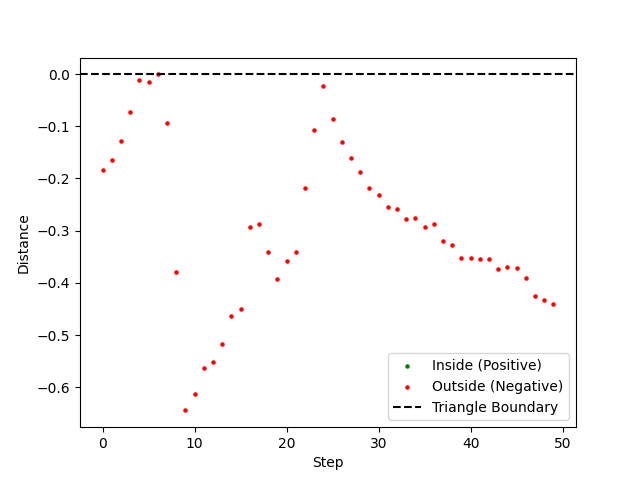 0.0
−0.1
−0.2
−0.3
−0.4
−0.5
−0.6
Distance
0 10 20 30 40 50
Step
Inside (Positive)
Outside (Negative)
Triangle Boundary